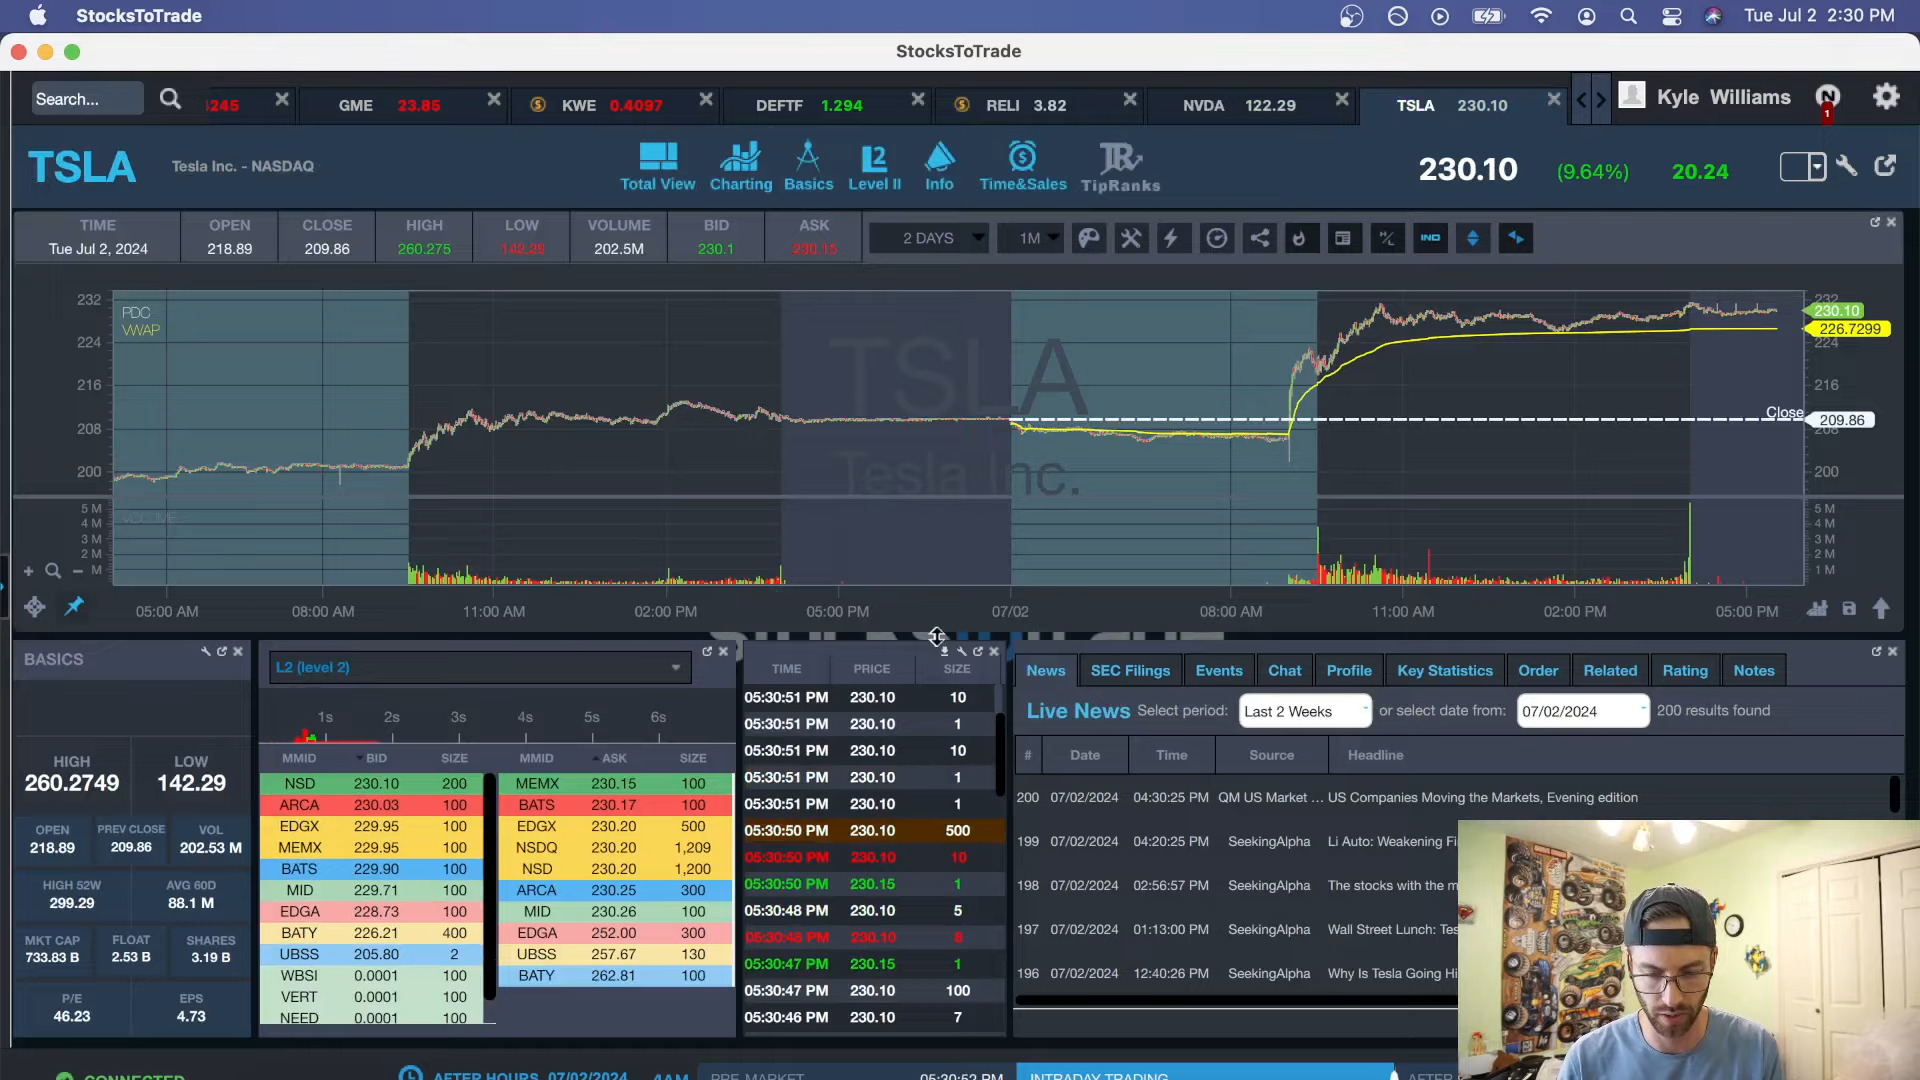 StocksToTrade
Tue Jul 2 2:30 PM
StocksToTrade
Search...
GME 23.85
KWE 0.4097
DEFTF 1.294
RELI 3.82
NVDA 122.29
TSLA 230.10
Kyle Williams
1
TSLA
Tesla Inc. - NASDAQ
Total View
Charting
Basics
L2
Level II
Info
Time&Sales
TipRanks
230.10 (9.64%) 20.24
TIME OPEN CLOSE HIGH LOW VOLUME BID ASK
Tue Jul 2, 2024 218.89 209.86 260.275 142.29 202.5M 230.1 230.15
2 DAYS 1M IND
PDC
VWAP
232
224
216
208
200
TSLA
Tesla Inc.
232
230.10
226.7299
224
216
Close 209.86
208
200
VOLUME
5 M
4 M
3 M
2 M
M
5 M
4 M
3 M
2 M
1 M
05:00 AM 08:00 AM 11:00 AM 02:00 PM 05:00 PM 07/02 08:00 AM 11:00 AM 02:00 PM 05:00 PM
BASICS
HIGH LOW
260.2749 142.29
OPEN PREV CLOSE VOL
218.89 209.86 202.53 M
HIGH 52W AVG 60D
299.29 88.1 M
MKT CAP FLOAT SHARES
733.83 B 2.53 B 3.19 B
P/E EPS
46.23 4.73
L2 (level 2)
1s 2s 3s 4s 5s 6s
MMID BID SIZE MMID ASK SIZE
NSD 230.10 200 MEMX 230.15 100
ARCA 230.03 100 BATS 230.17 100
EDGX 229.95 100 EDGX 230.20 500
MEMX 229.95 100 NSDQ 230.20 1,209
BATS 229.90 100 NSD 230.20 1,200
MID 229.71 100 ARCA 230.25 300
EDGA 228.73 100 MID 230.26 100
BATY 226.21 400 EDGA 252.00 300
UBSS 205.80 2 UBSS 257.67 130
WBSI 0.0001 100 BATY 262.81 100
VERT 0.0001 100
NEED 0.0001 100
TIME PRICE SIZE
05:30:51 PM 230.10 10
05:30:51 PM 230.10 1
05:30:51 PM 230.10 10
05:30:51 PM 230.10 1
05:30:51 PM 230.10 1
05:30:50 PM 230.10 500
05:30:50 PM 230.10 10
05:30:50 PM 230.15 1
05:30:48 PM 230.10 5
05:30:48 PM 230.10 8
05:30:47 PM 230.15 1
05:30:47 PM 230.10 100
05:30:46 PM 230.10 7
News SEC Filings Events Chat Profile Key Statistics Order Related Rating Notes
Live News Select period: Last 2 Weeks or select date from: 07/02/2024 200 results found
# Date Time Source Headline
200 07/02/2024 04:30:25 PM QM US Market ... US Companies Moving the Markets, Evening edition
199 07/02/2024 04:20:25 PM SeekingAlpha Li Auto: Weakening Fi
198 07/02/2024 02:56:57 PM SeekingAlpha The stocks with the m
197 07/02/2024 01:13:00 PM SeekingAlpha Wall Street Lunch: Tes
196 07/02/2024 12:40:26 PM SeekingAlpha Why Is Tesla Going Hi
CONNECTED
AFTER HOURS 07/02/2024 4AM PRE-MARKET 05:30:52 PM INTRADAY TRADING AFTER